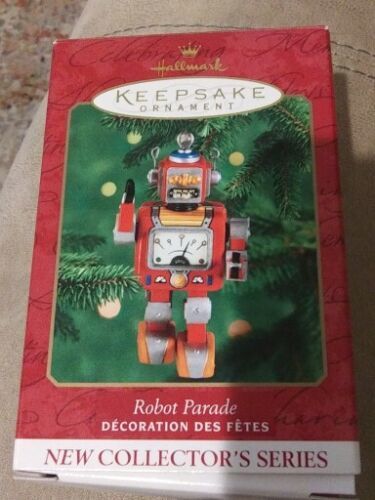 Hallmark
KEEPSAKE
ORNAMENT
Robot Parade
DÉCORATION DES FÊTES
NEW COLLECTOR'S SERIES